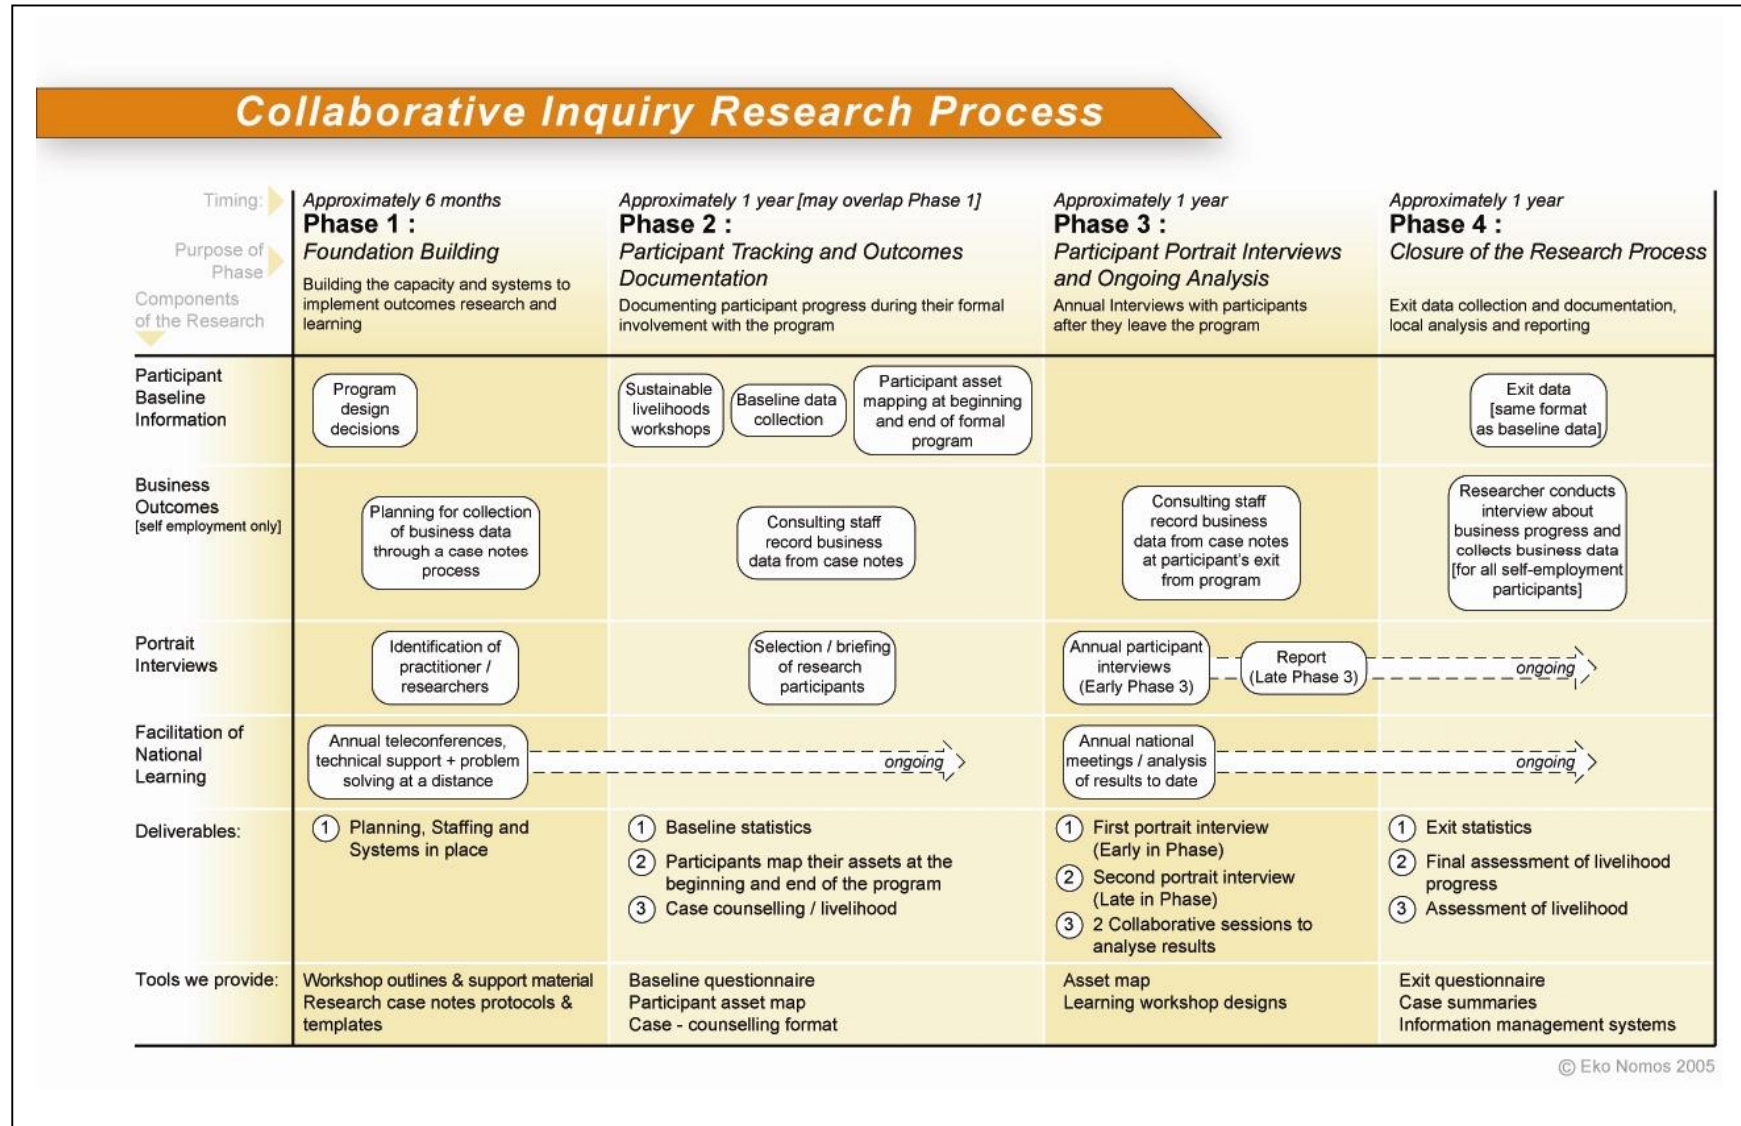 Collaborative Inquiry Research Process
Timing:
Purpose of
Phase
Components
of the Research
Approximately 6 months
Phase 1 :
Foundation Building
Building the capacity and systems to
implement outcomes research and
learning
Approximately 1 year [may overlap Phase 1]
Phase 2 :
Participant Tracking and Outcomes
Documentation
Documenting participant progress during their formal
involvement with the program
Approximately 1 year
Phase 3 :
Participant Portrait Interviews
and Ongoing Analysis
Annual Interviews with participants
after they leave the program
Approximately 1 year
Phase 4 :
Closure of the Research Process
Exit data collection and documentation,
local analysis and reporting
Participant
Baseline
Information
Program
design
decisions
Sustainable
livelihoods
workshops
Baseline data
collection
Participant asset
mapping at beginning
and end of formal
program
Exit data
[same format
as baseline data]
Business
Outcomes
[self employment only]
Planning for collection
of business data
through a case notes
process
Consulting staff
record business
data from case notes
Consulting staff
record business
data from case notes
at participant's exit
from program
Researcher conducts
interview about
business progress and
collects business data
[for all self-employment
participants]
Portrait
Interviews
Identification of
practitioner /
researchers
Selection / briefing
of research
participants
Annual participant
interviews
(Early Phase 3)
Report
(Late Phase 3)
ongoing
Facilitation of
National
Learning
Annual teleconferences,
technical support + problem
solving at a distance
ongoing
Annual national
meetings / analysis
of results to date
ongoing
Deliverables:
1 Planning, Staffing and
Systems in place
1 Baseline statistics
2 Participants map their assets at the
beginning and end of the program
3 Case counselling / livelihood
1 First portrait interview
(Early in Phase)
2 Second portrait interview
(Late in Phase)
3 2 Collaborative sessions to
analyse results
1 Exit statistics
2 Final assessment of livelihood
progress
3 Assessment of livelihood
Tools we provide:
Workshop outlines & support material
Research case notes protocols &
templates
Baseline questionnaire
Participant asset map
Case - counselling format
Asset map
Learning workshop designs
Exit questionnaire
Case summaries
Information management systems
© Eko Nomos 2005